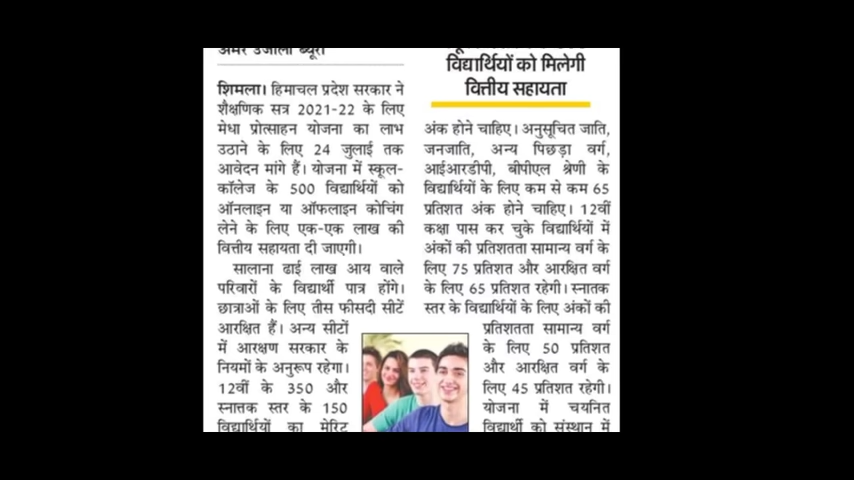 अमर उजाला ब्यूरो
शिमला। हिमाचल प्रदेश सरकार ने
शैक्षणिक सत्र 2021-22 के लिए
मेधा प्रोत्साहन योजना का लाभ
उठाने के लिए 24 जुलाई तक
आवेदन मांगे हैं। योजना में स्कूल-
कॉलेज के 500 विद्यार्थियों को
ऑनलाइन या ऑफलाइन कोचिंग
लेने के लिए एक-एक लाख की
वित्तीय सहायता दी जाएगी।
सालाना ढाई लाख आय वाले
परिवारों के विद्यार्थी पात्र होंगे।
छात्राओं के लिए तीस फीसदी सीटें
आरक्षित हैं। अन्य सीटों
में आरक्षण सरकार के
नियमों के अनुरूप रहेगा।
12वीं के 350 और
स्नातक स्तर के 150
विद्यार्थियों का मेरिट
विद्यार्थियों को मिलेगी
वित्तीय सहायता
अंक होने चाहिए। अनुसूचित जाति,
जनजाति, अन्य पिछड़ा वर्ग,
आईआरडीपी, बीपीएल श्रेणी के
विद्यार्थियों के लिए कम से कम 65
प्रतिशत अंक होने चाहिए। 12वीं
कक्षा पास कर चुके विद्यार्थियों में
अंकों की प्रतिशतता सामान्य वर्ग के
लिए 75 प्रतिशत और आरक्षित वर्ग
के लिए 65 प्रतिशत रहेगी। स्नातक
स्तर के विद्यार्थियों के लिए अंकों की
प्रतिशतता सामान्य वर्ग
के लिए 50 प्रतिशत
और आरक्षित वर्ग के
लिए 45 प्रतिशत रहेगी।
योजना में चयनित
विद्यार्थी को संस्थान में